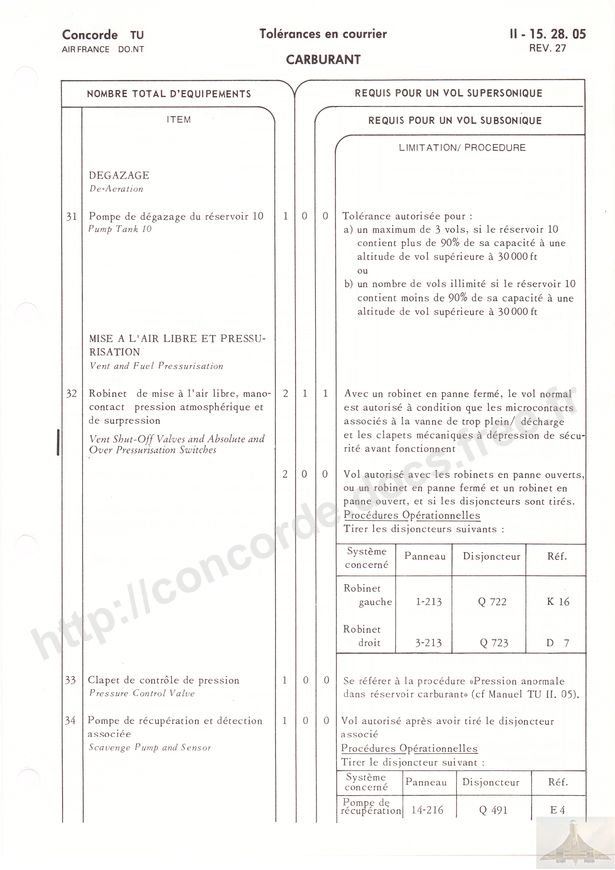 Concorde TU
AIR FRANCE DO.NT
Tolérances en courrier
CARBURANT
II - 15. 28. 05
REV. 27
NOMBRE TOTAL D'EQUIPEMENTS
REQUIS POUR UN VOL SUPERSONIQUE
ITEM
REQUIS POUR UN VOL SUBSONIQUE
LIMITATION/ PROCEDURE
DEGAZAGE
De-Aeration
31 Pompe de dégazage du réservoir 10 1 0 0 Tolérance autorisée pour :
Pump Tank 10
a) un maximum de 3 vols, si le réservoir 10
contient plus de 90% de sa capacité à une
altitude de vol supérieure à 30 000 ft
ou
b) un nombre de vols illimité si le réservoir 10
contient moins de 90% de sa capacité à une
altitude de vol supérieure à 30 000 ft
MISE A L'AIR LIBRE ET PRESSU-
RISATION
Vent and Fuel Pressurisation
32 Robinet de mise à l'air libre, mano-
contact pression atmosphérique et
de surpression
Vent Shut-Off Valves and Absolute and
Over Pressurisation Switches
2 1 1 Avec un robinet en panne fermé, le vol normal
est autorisé à condition que les microcontacts
associés à la vanne de trop plein/ décharge
et les clapets mécaniques à dépression de sécu-
rité avant fonctionnent
2 0 0 Vol autorisé avec les robinets en panne ouverts,
ou un robinet en panne fermé et un robinet en
panne ouvert, et si les disjoncteurs sont tirés.
Procédures Opérationnelles
Tirer les disjoncteurs suivants :
Système concerné Panneau Disjoncteur Réf.
Robinet
gauche 1-213 Q 722 K 16
Robinet
droit 3-213 Q 723 D 7
33 Clapet de contrôle de pression 1 0 0 Se référer à la procédure «Pression anormale
Pressure Control Valve
dans réservoir carburant» (cf Manuel TU II. 05).
34 Pompe de récupération et détection 1 0 0 Vol autorisé après avoir tiré le disjoncteur
associée
Scavenge Pump and Sensor
associé
Procédures Opérationnelles
Tirer le disjoncteur suivant :
Système concerné Panneau Disjoncteur Réf.
Pompe de
récupération 14-216 Q 491 E 4
http://concorde.docs.free.fr